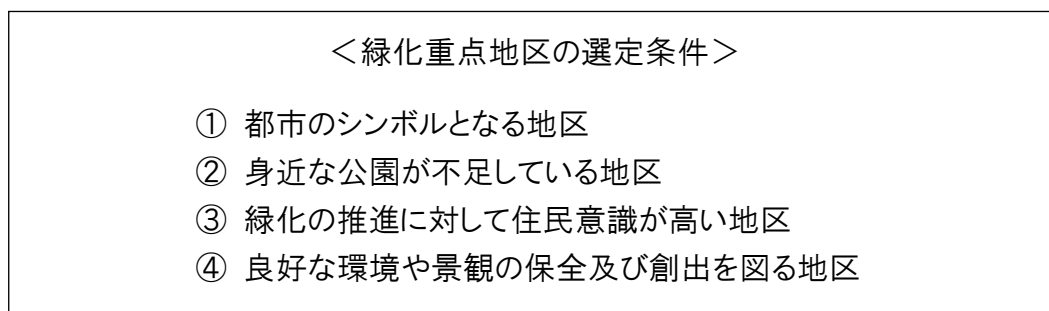 ＜緑化重点地区の選定条件＞
① 都市のシンボルとなる地区
② 身近な公園が不足している地区
③ 緑化の推進に対して住民意識が高い地区
④ 良好な環境や景観の保全及び創出を図る地区